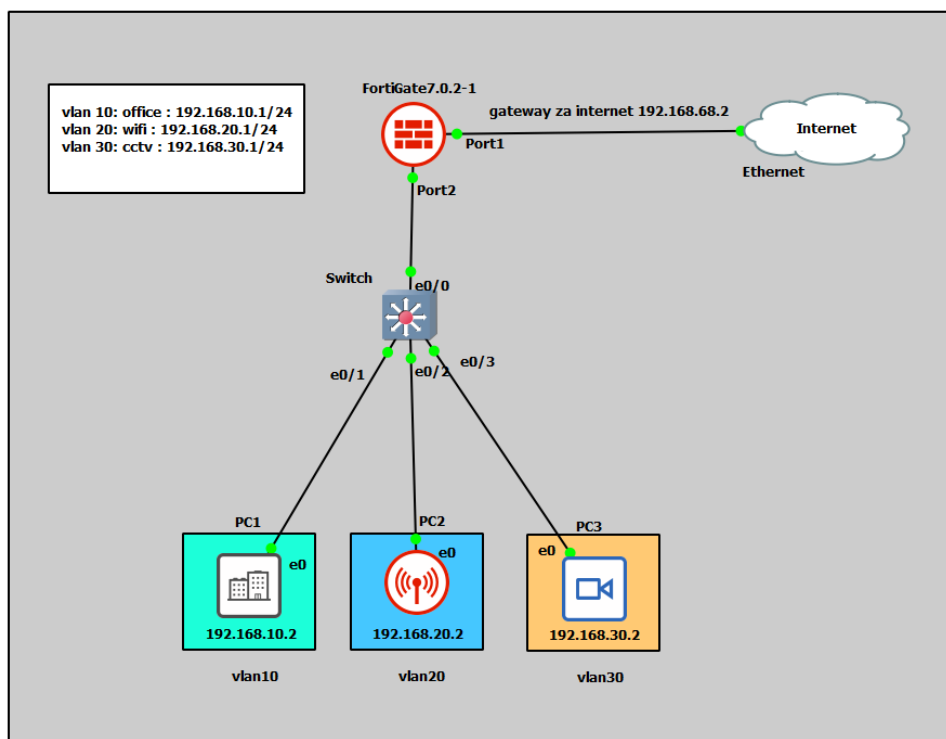 FortiGate7.0.2-1
vlan 10: office : 192.168.10.1/24
vlan 20: wifi : 192.168.20.1/24
vlan 30: cctv : 192.168.30.1/24
gateway za internet 192.168.68.2
Internet
Port1
Ethernet
Port2
Switch
e0/0
e0/1
e0/2
e0/3
PC1
PC2
PC3
e0
e0
e0
192.168.10.2
192.168.20.2
192.168.30.2
vlan10
vlan20
vlan30